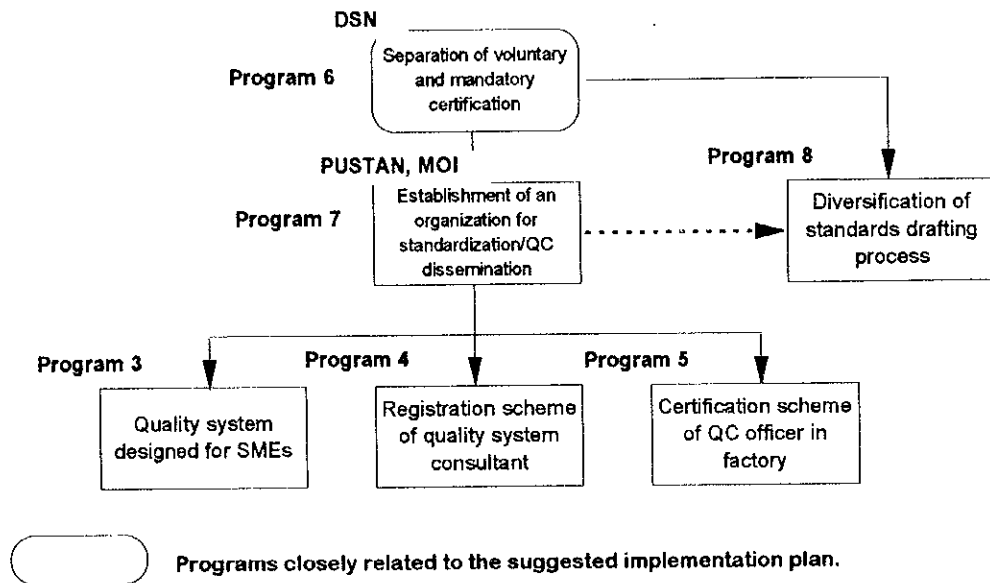 DSN
Program 6
Separation of voluntary
and mandatory
certification
PUSTAN, MOI
Program 7
Establishment of an
organization for
standardization/QC
dissemination
Program 8
Diversification of
standards drafting
process
Program 3
Quality system
designed for SMEs
Program 4
Registration scheme
of quality system
consultant
Program 5
Certification scheme
of QC officer in
factory
Programs closely related to the suggested implementation plan.